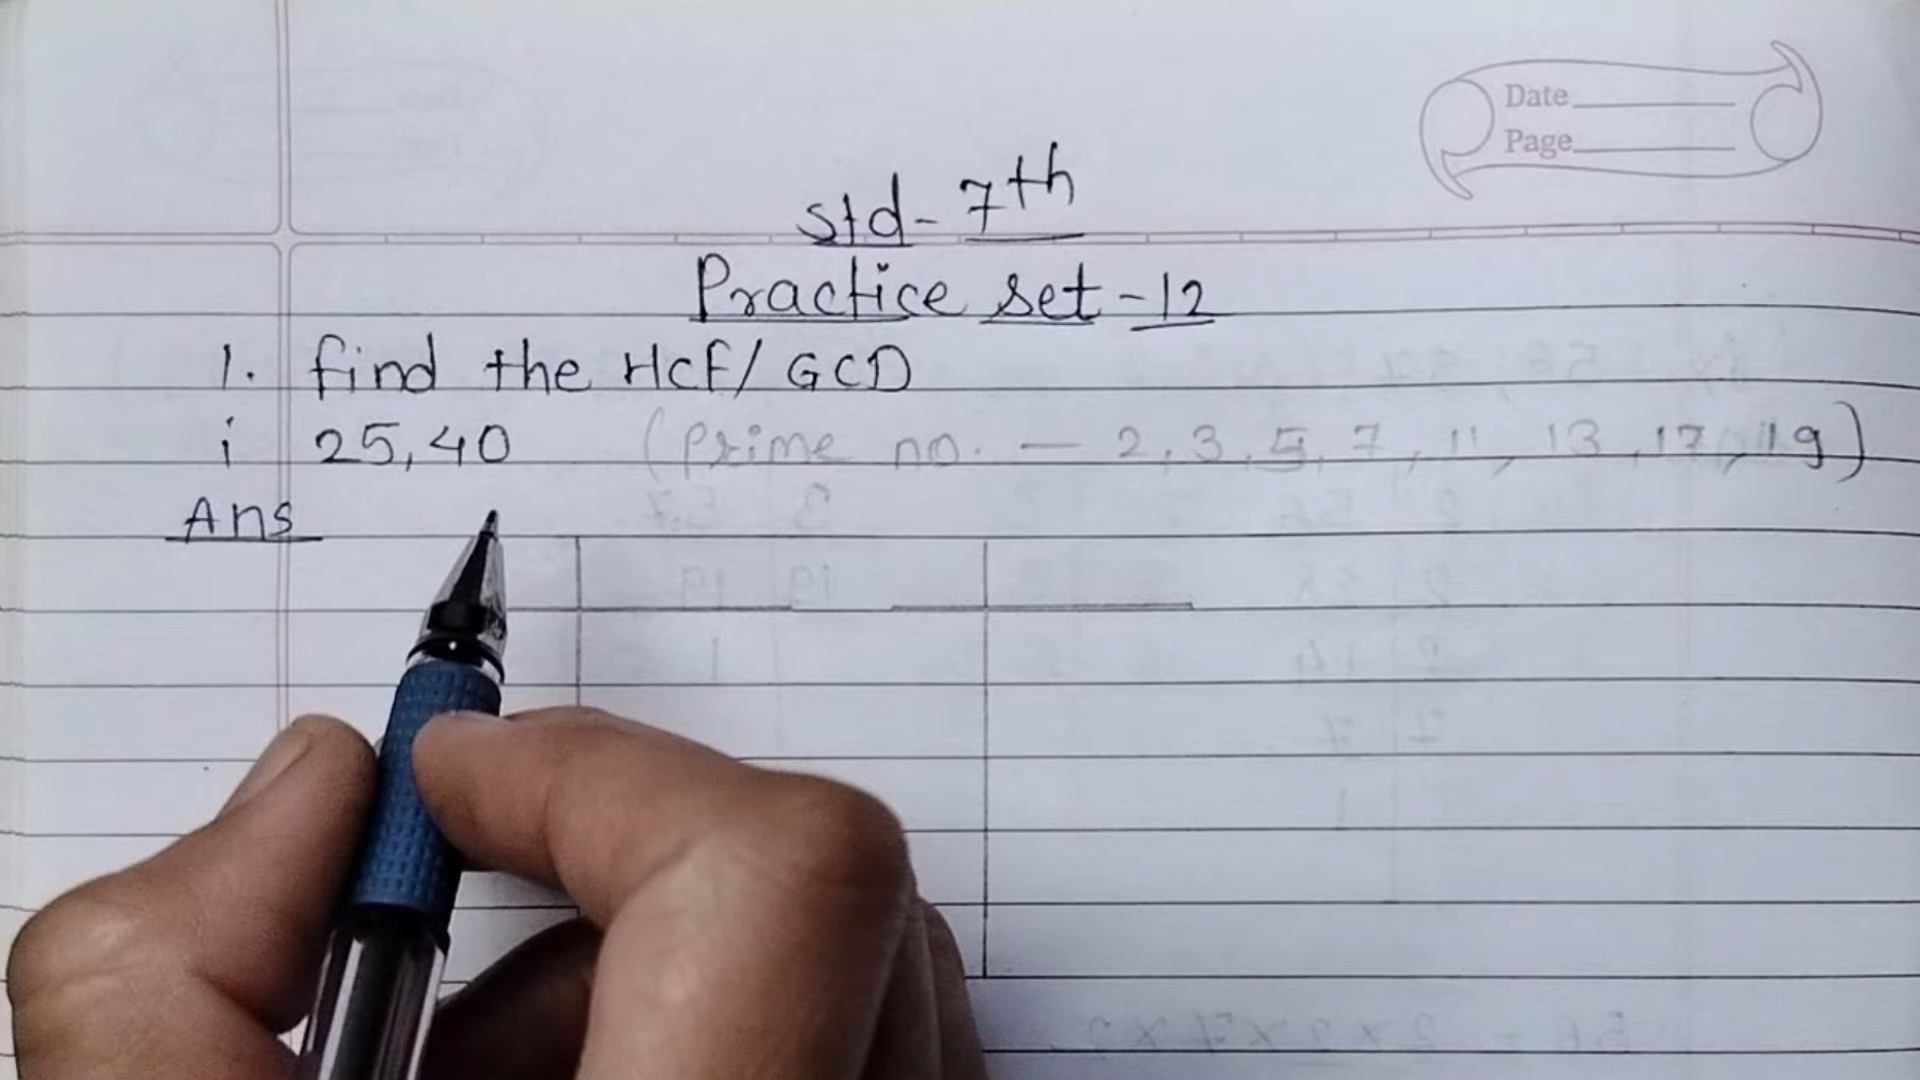 Date
Page
Std- 7th
Practice set -12
1. find the HCF/ GCD
i 25,40 (Prime no. — 2,3,5,7,11,13,17,19)
Ans